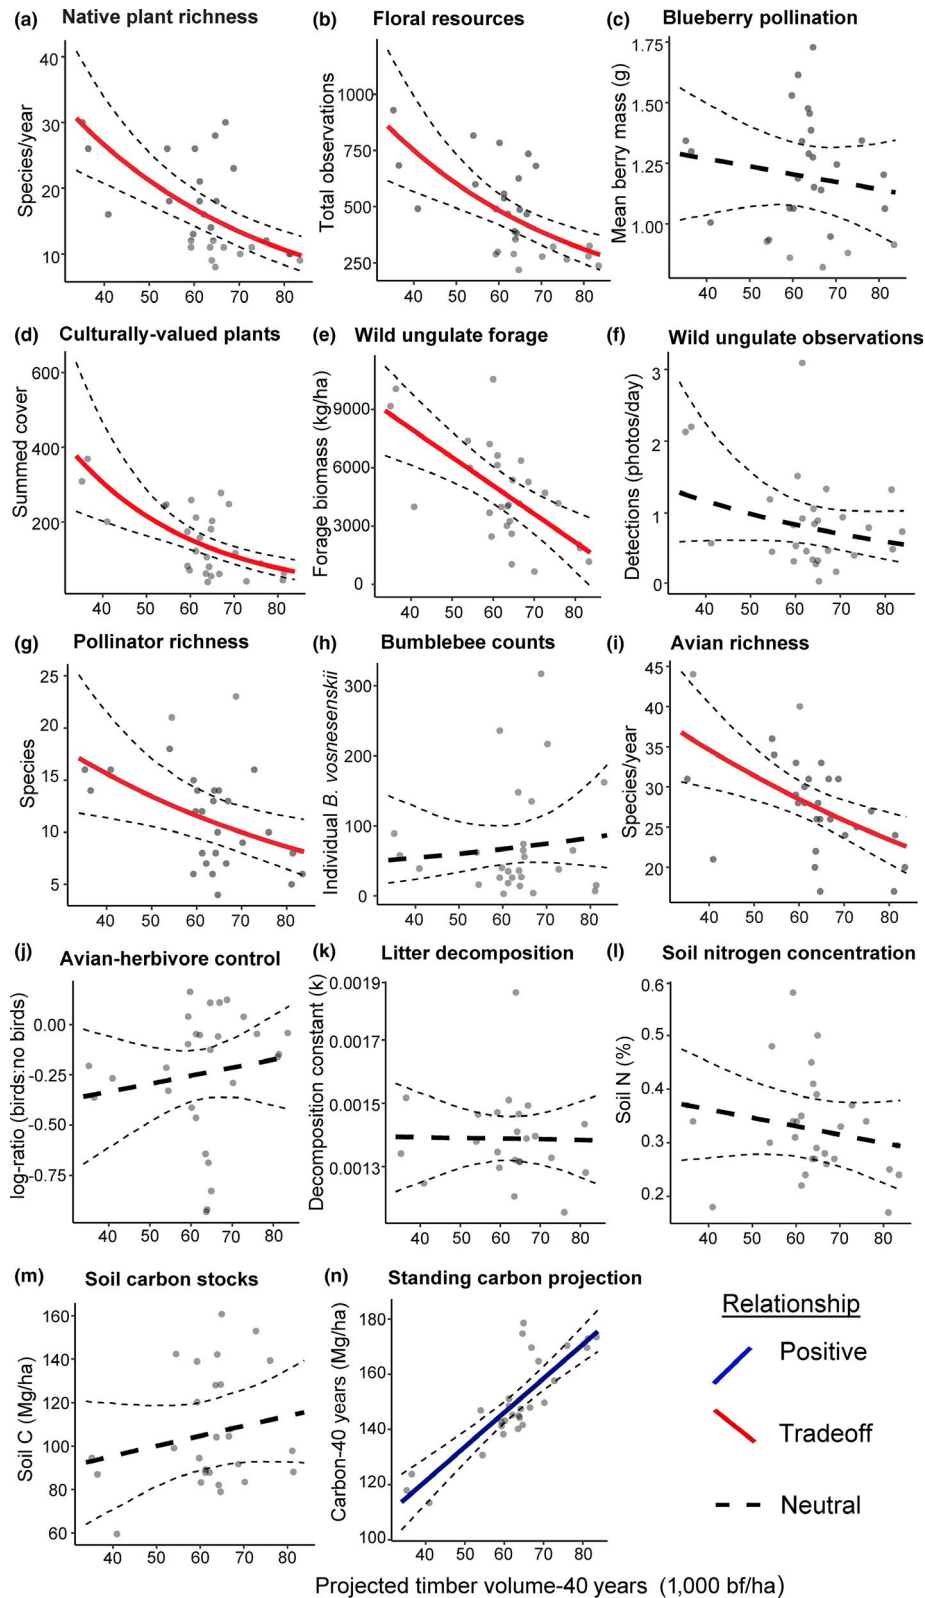 (a) Native plant richness
Species/year
40
30
20
10
40 50 60 70 80
(b) Floral resources
Total observations
1000
750
500
250
40 50 60 70 80
(c) Blueberry pollination
Mean berry mass (g)
1.75
1.50
1.25
1.00
40 50 60 70 80
(d) Culturally-valued plants
Summed cover
600
400
200
40 50 60 70 80
(e) Wild ungulate forage
Forage biomass (kg/ha)
9000
6000
3000
0
40 50 60 70 80
(f) Wild ungulate observations
Detections (photos/day)
3
2
1
0
40 50 60 70 80
(g) Pollinator richness
Species
25
20
15
10
5
40 50 60 70 80
(h) Bumblebee counts
Individual B. vosnesenskii
300
200
100
0
40 50 60 70 80
(i) Avian richness
Species/year
45
40
35
30
25
20
40 50 60 70 80
(j) Avian-herbivore control
log-ratio (birds:no birds)
0.00
-0.25
-0.50
-0.75
40 50 60 70 80
(k) Litter decomposition
Decomposition constant (k)
0.0019
0.0017
0.0015
0.0013
40 50 60 70 80
(l) Soil nitrogen concentration
Soil N (%)
0.6
0.5
0.4
0.3
0.2
40 50 60 70 80
(m) Soil carbon stocks
Soil C (Mg/ha)
160
140
120
100
80
60
40 50 60 70 80
(n) Standing carbon projection
Carbon-40 years (Mg/ha)
180
160
140
120
100
40 50 60 70 80
Relationship
Positive
Tradeoff
Neutral
Projected timber volume-40 years (1,000 bf/ha)